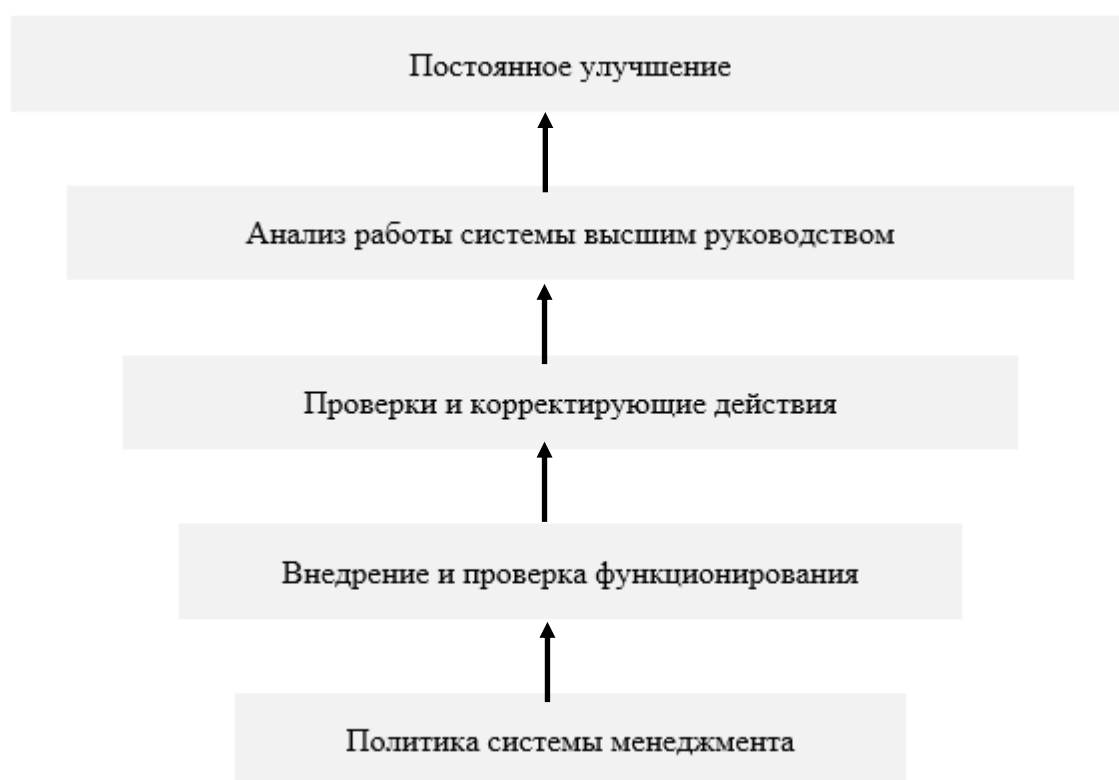 Постоянное улучшение
Анализ работы системы высшим руководством
Проверки и корректирующие действия
Внедрение и проверка функционирования
Политика системы менеджмента